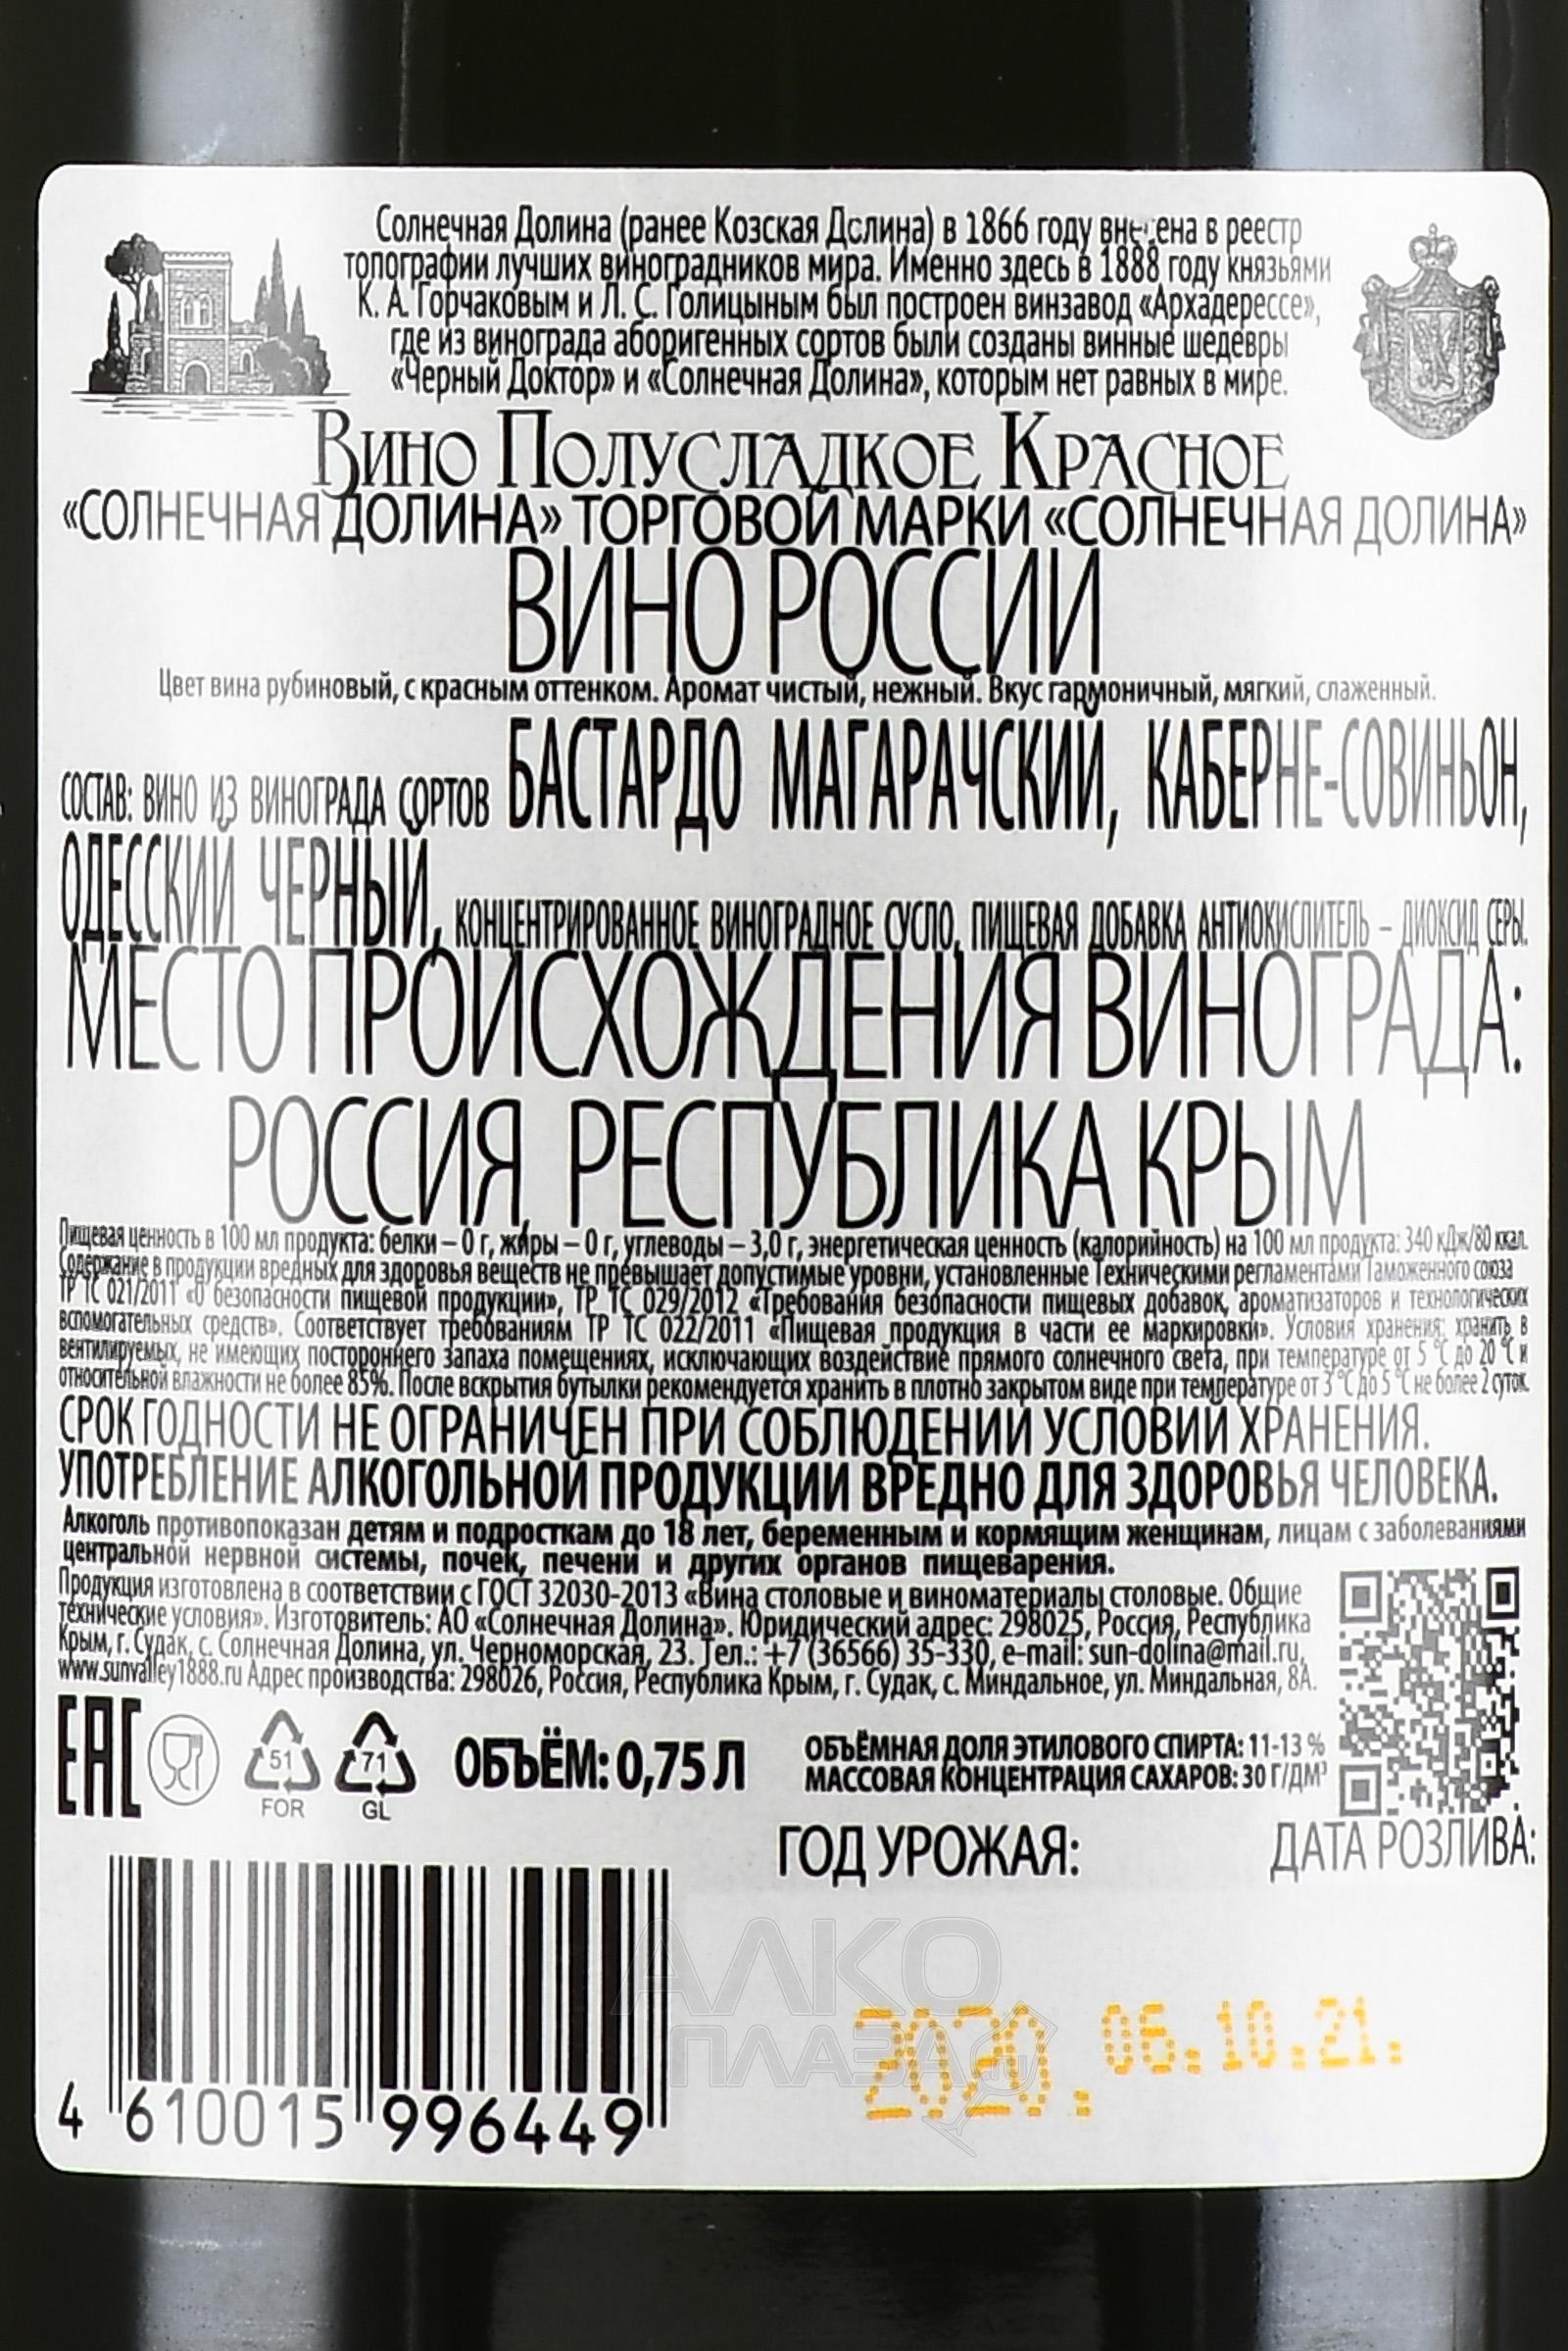 Солнечная Долина (ранее Козская Долина) в 1866 году внесена в реестр
топографии лучших виноградников мира. Именно здесь в 1888 году князьями
К. А. Горчаковым и Л. С. Голицыным был построен винзавод «Архадерессе»,
где из винограда аборигенных сортов были созданы винные шедевры
«Черный Доктор» и «Солнечная Долина», которым нет равных в мире.
Вино Полусладкое Красное
«СОЛНЕЧНАЯ ДОЛИНА» ТОРГОВОЙ МАРКИ «СОЛНЕЧНАЯ ДОЛИНА»
ВИНО РОССИИ
Цвет вина рубиновый, с красным оттенком. Аромат чистый, нежный. Вкус гармоничный, мягкий, слаженный.
СОСТАВ: ВИНО ИЗ ВИНОГРАДА СОРТОВ БАСТАРДО МАГАРАЧСКИЙ, КАБЕРНЕ-СОВИНЬОН,
ОДЕССКИЙ ЧЕРНЫЙ, КОНЦЕНТРИРОВАННОЕ ВИНОГРАДНОЕ СУСЛО, ПИЩЕВАЯ ДОБАВКА АНТИОКИСЛИТЕЛЬ – ДИОКСИД СЕРЫ.
МЕСТО ПРОИСХОЖДЕНИЯ ВИНОГРАДА:
РОССИЯ, РЕСПУБЛИКА КРЫМ
Пищевая ценность в 100 мл продукта: белки – 0 г, жиры – 0 г, углеводы – 3,0 г, энергетическая ценность (калорийность) на 100 мл продукта: 340 кДж/80 ккал.
Содержание в продукции вредных для здоровья веществ не превышает допустимые уровни, установленные Техническими регламентами Таможенного союза
ТР ТС 021/2011 «О безопасности пищевой продукции», ТР ТС 029/2012 «Требования безопасности пищевых добавок, ароматизаторов и технологических
вспомогательных средств». Соответствует требованиям ТР ТС 022/2011 «Пищевая продукция в части ее маркировки». Условия хранения: хранить в
вентилируемых, не имеющих постороннего запаха помещениях, исключающих воздействие прямого солнечного света, при температуре от 5 °С до 20 °С и
относительной влажности не более 85%. После вскрытия бутылки рекомендуется хранить в плотно закрытом виде при температуре от 3 °С до 5 °С не более 2 суток.
СРОК ГОДНОСТИ НЕ ОГРАНИЧЕН ПРИ СОБЛЮДЕНИИ УСЛОВИЙ ХРАНЕНИЯ.
УПОТРЕБЛЕНИЕ АЛКОГОЛЬНОЙ ПРОДУКЦИИ ВРЕДНО ДЛЯ ЗДОРОВЬЯ ЧЕЛОВЕКА.
Алкоголь противопоказан детям и подросткам до 18 лет, беременным и кормящим женщинам, лицам с заболеваниями
центральной нервной системы, почек, печени и других органов пищеварения.
Продукция изготовлена в соответствии с ГОСТ 32030-2013 «Вина столовые и виноматериалы столовые. Общие
технические условия». Изготовитель: АО «Солнечная Долина». Юридический адрес: 298025, Россия, Республика
Крым, г. Судак, с. Солнечная Долина, ул. Черноморская, 23. Тел.: +7 (36566) 35-330, e-mail: sun-dolina@mail.ru,
www.sunvalley1888.ru Адрес производства: 298026, Россия, Республика Крым, г. Судак, с. Миндальное, ул. Миндальная, 8А.
ЕАС
51
FOR
71
GL
ОБЪЁМ: 0,75 Л
ОБЪЁМНАЯ ДОЛЯ ЭТИЛОВОГО СПИРТА: 11-13 %
МАССОВАЯ КОНЦЕНТРАЦИЯ САХАРОВ: 30 Г/ДМ³
ГОД УРОЖАЯ:
ДАТА РОЗЛИВА:
АЛКО
ПЛАЗА.ru
2020. 06.10.21.
4 610015 996449